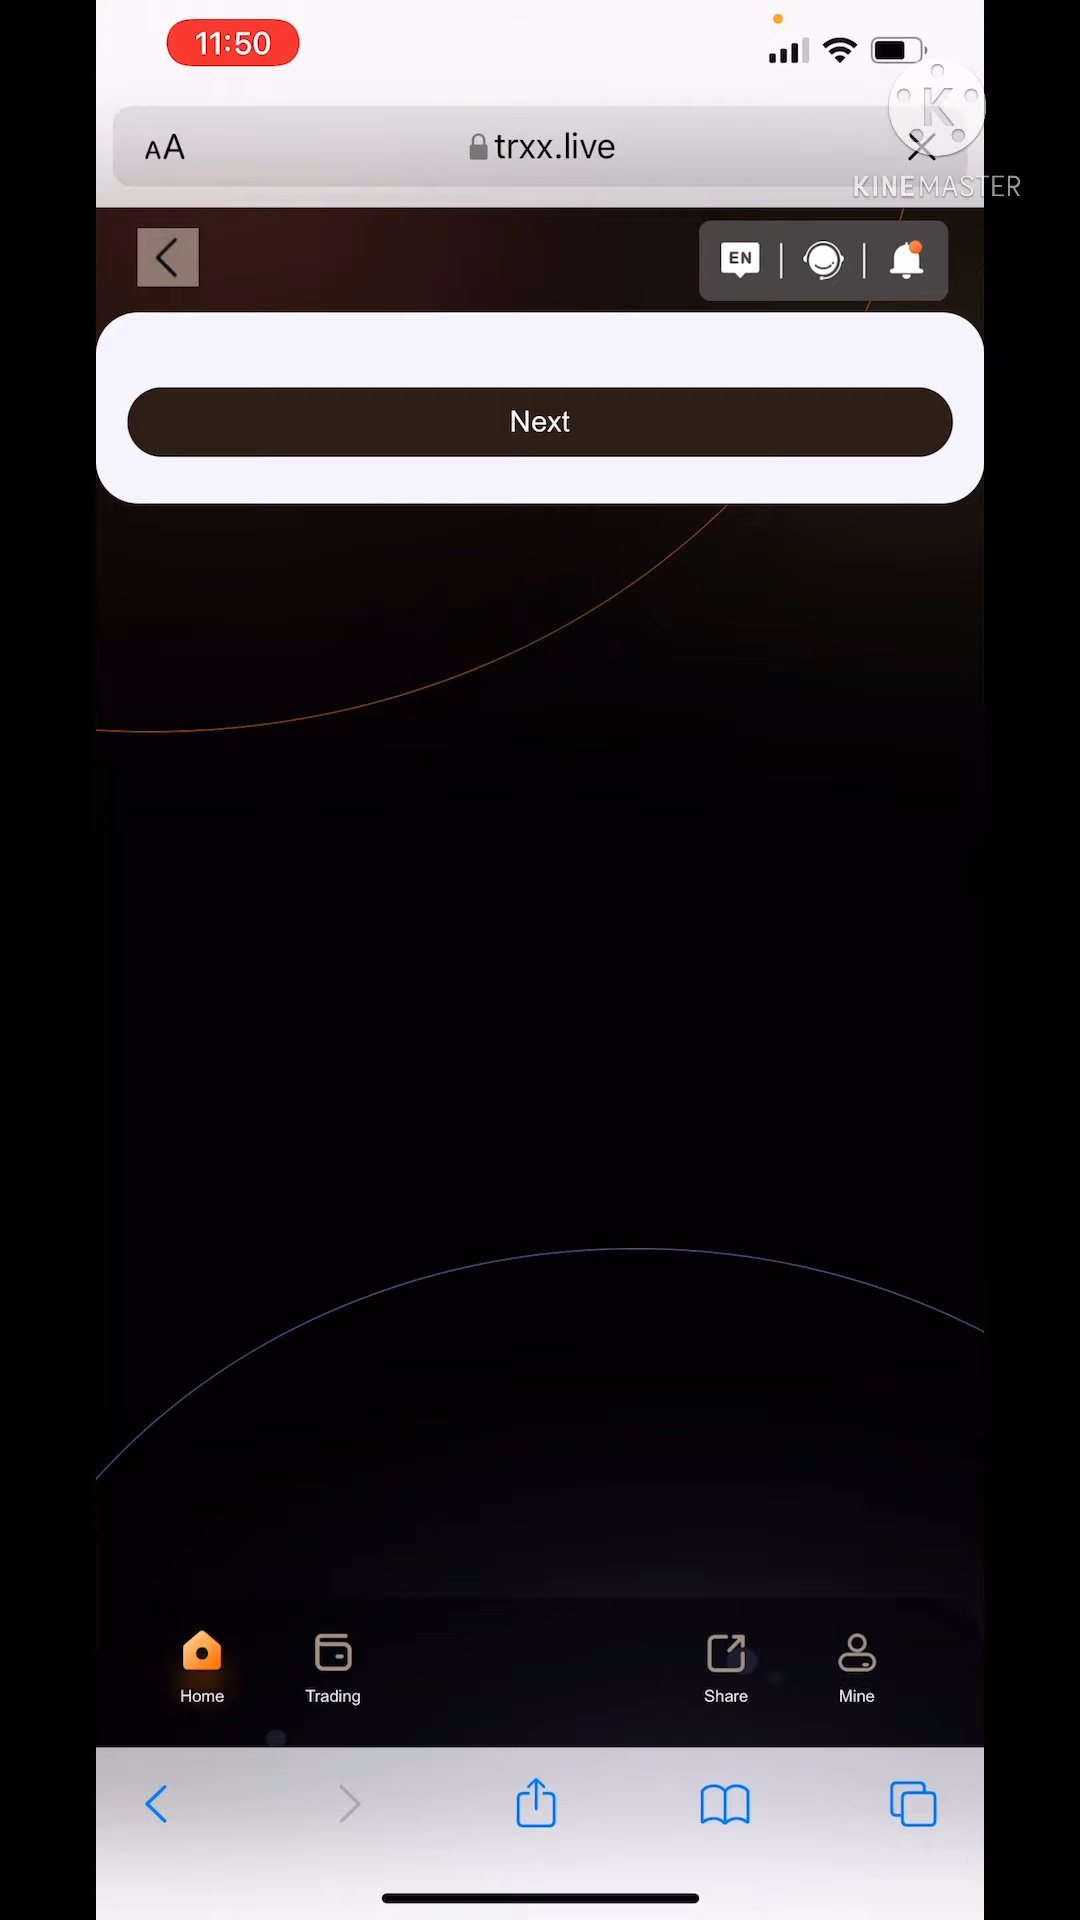 11:50
AA
trxx.live
K
KINEMASTER
EN
Next
Home
Trading
Share
Mine